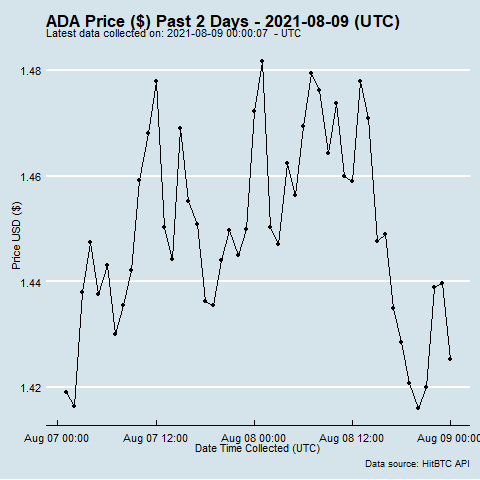 ADA Price ($) Past 2 Days - 2021-08-09 (UTC)
Latest data collected on: 2021-08-09 00:00:07  - UTC
1.48
1.46
1.44
1.42
Price USD ($)
Aug 07 00:00 Aug 07 12:00 Aug 08 00:00 Aug 08 12:00 Aug 09 00:00
Date Time Collected (UTC)
Data source: HitBTC API